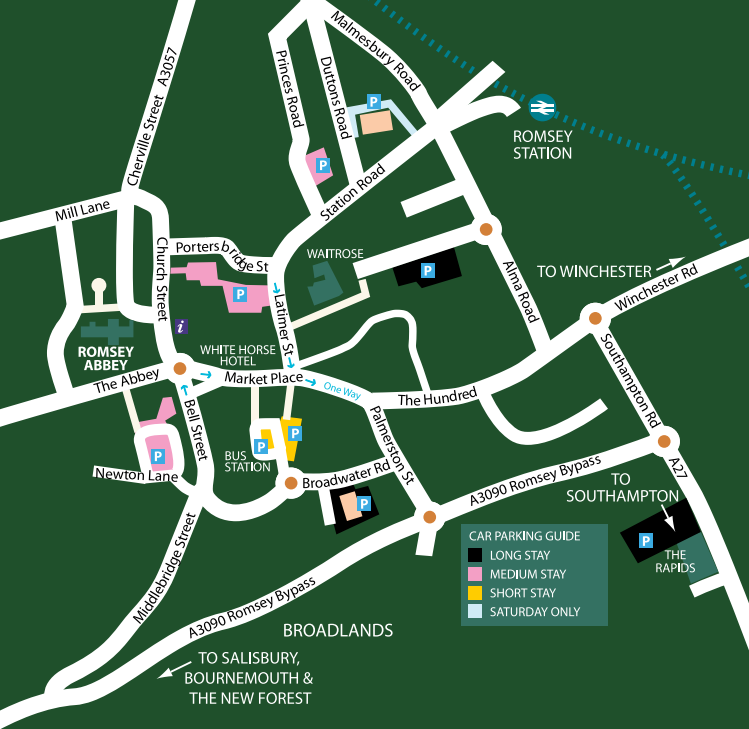 Cherville Street A3057
Malmesbury Road
Princes Road
Duttons Road
P
ROMSEY
STATION
P
Station Road
Mill Lane
Church Street
Portersbridge St
WAITROSE
P
Alma Road
TO WINCHESTER
Winchester Rd
P
Latimer St
i
ROMSEY
ABBEY
WHITE HORSE
HOTEL
Southampton Rd
The Abbey
Market Place
One Way
The Hundred
Bell Street
Palmerston St
P
P
P
BUS
STATION
Newton Lane
Broadwater Rd
A3090 Romsey Bypass
A27
TO
SOUTHAMPTON
P
P
THE
RAPIDS
Middlebridge Street
CAR PARKING GUIDE
LONG STAY
MEDIUM STAY
SHORT STAY
SATURDAY ONLY
A3090 Romsey Bypass
BROADLANDS
TO SALISBURY,
BOURNEMOUTH &
THE NEW FOREST